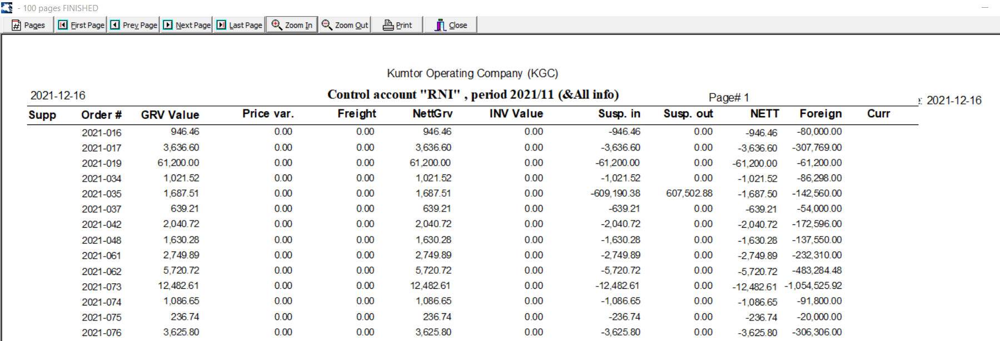 - 100 pages FINISHED
Pages First Page Prev Page Next Page Last Page Zoom In Zoom Out Print Close
Kumtor Operating Company (KGC)
2021-12-16 Control account "RNI" , period 2021/11 (&All info) Page# 1 : 2021-12-16
Supp Order # GRV Value Price var. Freight NettGrv INV Value Susp. in Susp. out NETT Foreign Curr
2021-016 946.46 0.00 0.00 946.46 0.00 -946.46 0.00 -946.46 -80,000.00
2021-017 3,636.60 0.00 0.00 3,636.60 0.00 -3,636.60 0.00 -3,636.60 -307,769.00
2021-019 61,200.00 0.00 0.00 61,200.00 0.00 -61,200.00 0.00 -61,200.00 -61,200.00
2021-034 1,021.52 0.00 0.00 1,021.52 0.00 -1,021.52 0.00 -1,021.52 -86,298.00
2021-035 1,687.51 0.00 0.00 1,687.51 0.00 -609,190.38 607,502.88 -1,687.50 -142,560.00
2021-037 639.21 0.00 0.00 639.21 0.00 -639.21 0.00 -639.21 -54,000.00
2021-042 2,040.72 0.00 0.00 2,040.72 0.00 -2,040.72 0.00 -2,040.72 -172,596.00
2021-048 1,630.28 0.00 0.00 1,630.28 0.00 -1,630.28 0.00 -1,630.28 -137,550.00
2021-061 2,749.89 0.00 0.00 2,749.89 0.00 -2,749.89 0.00 -2,749.89 -232,310.00
2021-062 5,720.72 0.00 0.00 5,720.72 0.00 -5,720.72 0.00 -5,720.72 -483,284.48
2021-073 12,482.61 0.00 0.00 12,482.61 0.00 -12,482.61 0.00 -12,482.61 -1,054,525.92
2021-074 1,086.65 0.00 0.00 1,086.65 0.00 -1,086.65 0.00 -1,086.65 -91,800.00
2021-075 236.74 0.00 0.00 236.74 0.00 -236.74 0.00 -236.74 -20,000.00
2021-076 3,625.80 0.00 0.00 3,625.80 0.00 -3,625.80 0.00 -3,625.80 -306,306.00